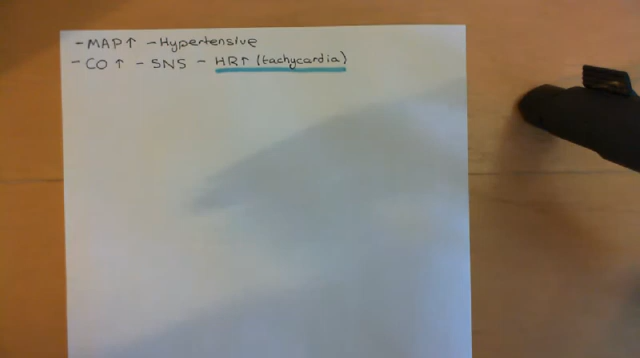 - MAP↑ - Hypertensive
- CO ↑ - SNS - HR↑ (tachycardia)